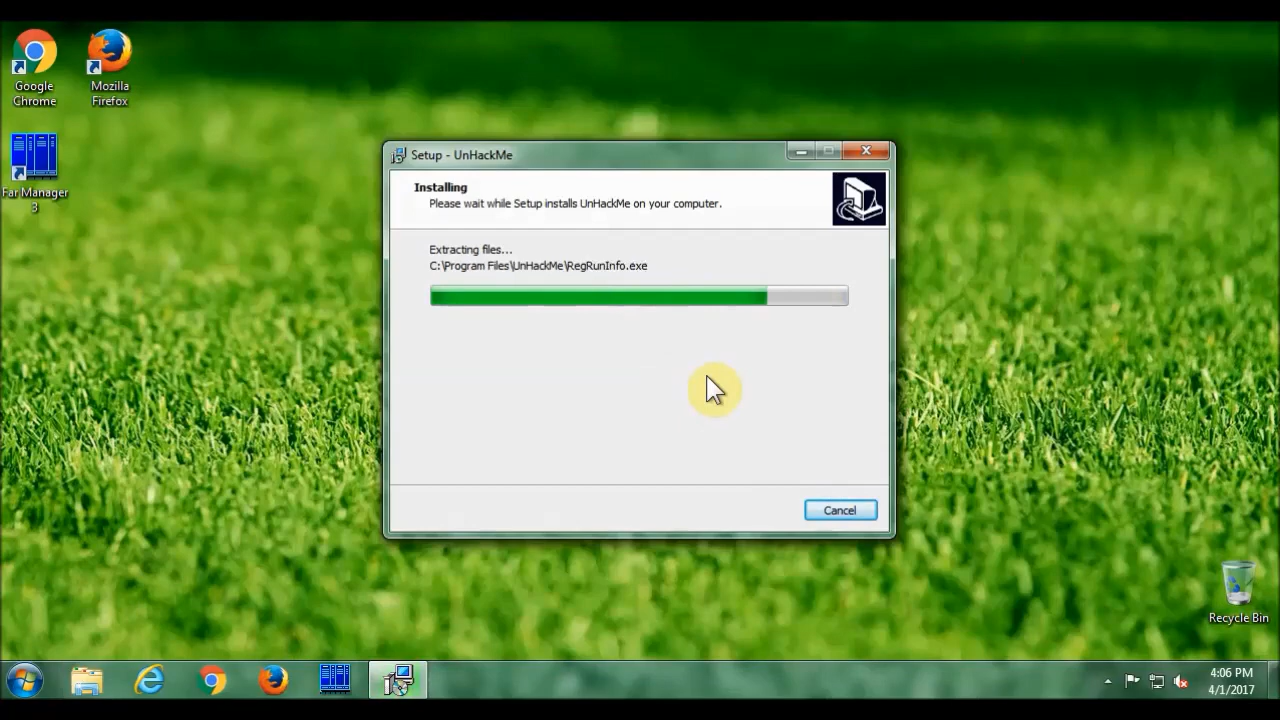 Google
Chrome
Mozilla
Firefox
Far Manager
3
Setup - UnHackMe
Installing
Please wait while Setup installs UnHackMe on your computer.
Extracting files...
C:\Program Files\UnHackMe\RegRunInfo.exe
Cancel
Recycle Bin
4:06 PM
4/1/2017